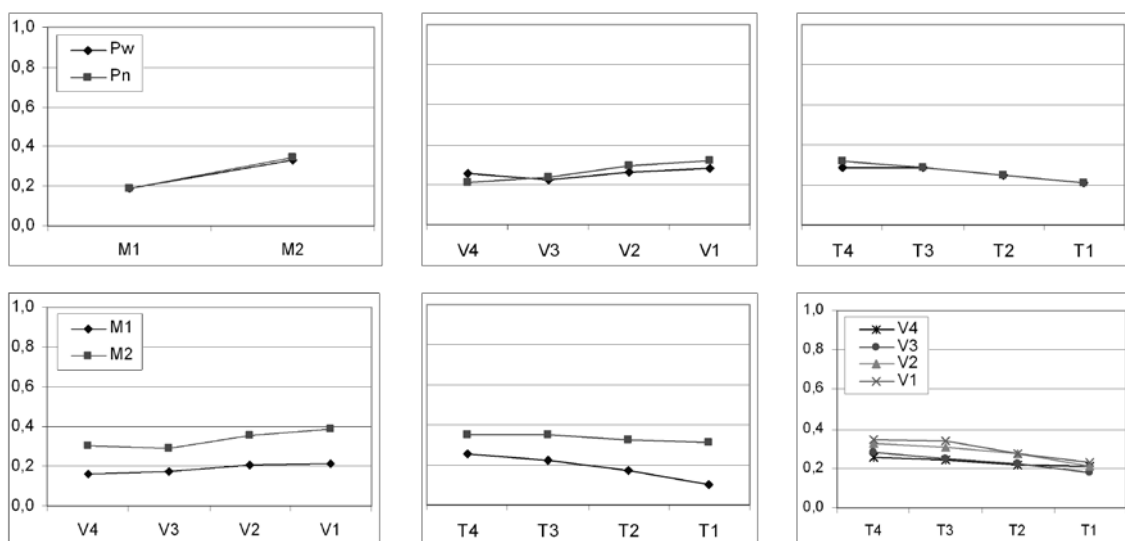 1,0
0,8
0,6
0,4
0,2
0,0
Pw
Pn
M1 M2
V4 V3 V2 V1
T4 T3 T2 T1
1,0
0,8
0,6
0,4
0,2
0,0
M1
M2
V4 V3 V2 V1
T4 T3 T2 T1
1,0
0,8
0,6
0,4
0,2
0,0
V4
V3
V2
V1
T4 T3 T2 T1